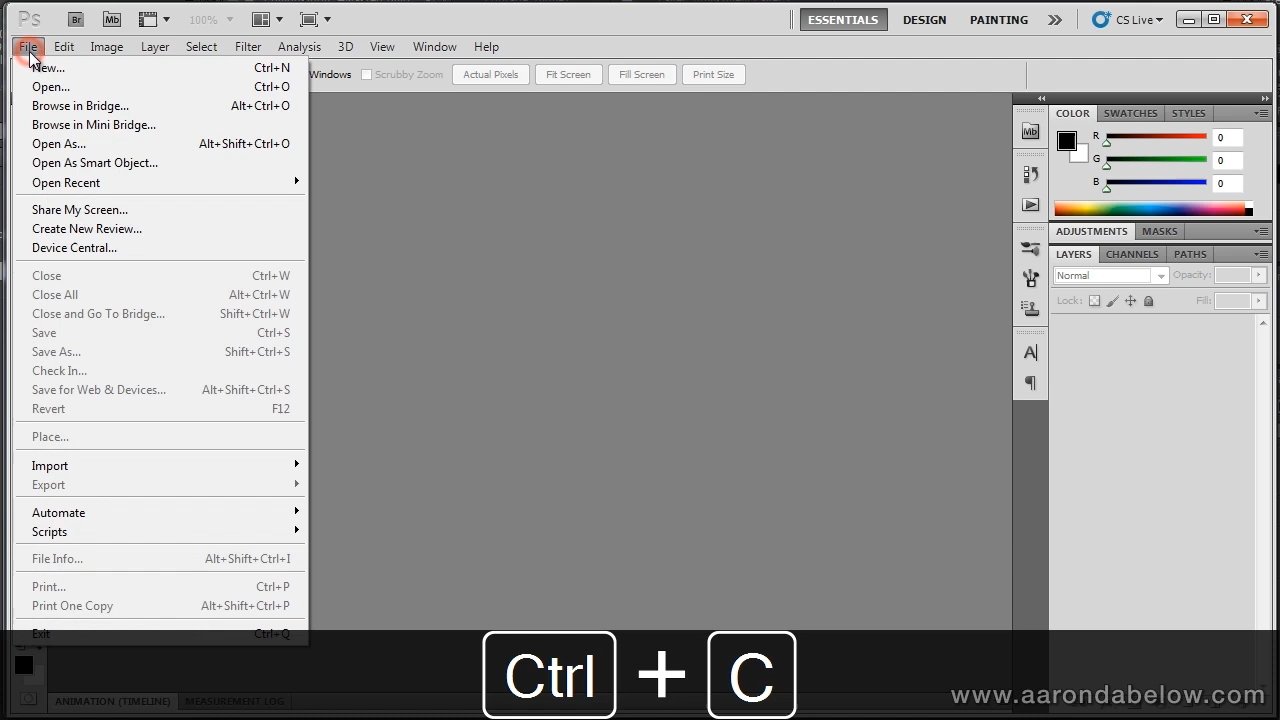 Ps Br Mb 100% ESSENTIALS DESIGN PAINTING CS Live
File Edit Image Layer Select Filter Analysis 3D View Window Help
Windows Scrubby Zoom Actual Pixels Fit Screen Fill Screen Print Size
New... Ctrl+N
Open... Ctrl+O
Browse in Bridge... Alt+Ctrl+O
Browse in Mini Bridge...
Open As... Alt+Shift+Ctrl+O
Open As Smart Object...
Open Recent
Share My Screen...
Create New Review...
Device Central...
Close Ctrl+W
Close All Alt+Ctrl+W
Close and Go To Bridge... Shift+Ctrl+W
Save Ctrl+S
Save As... Shift+Ctrl+S
Check In...
Save for Web & Devices... Alt+Shift+Ctrl+S
Revert F12
Place...
Import
Export
Automate
Scripts
File Info... Alt+Shift+Ctrl+I
Print... Ctrl+P
Print One Copy Alt+Shift+Ctrl+P
Exit Ctrl+Q
Mb
A
COLOR SWATCHES STYLES
R 0
G 0
B 0
ADJUSTMENTS MASKS
LAYERS CHANNELS PATHS
Normal Opacity:
Lock: Fill:
Ctrl + C
ANIMATION (TIMELINE) MEASUREMENT LOG
www.aarondabelow.com